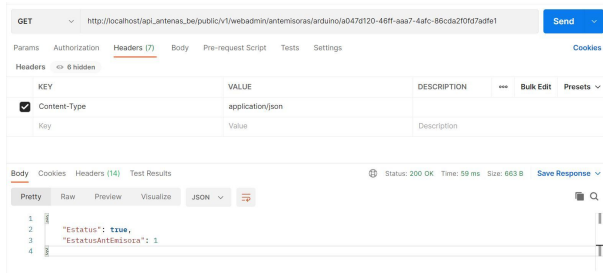 GET http://localhost/api_antenas_be/public/v1/webadmin/antemisoras/arduino/a047d120-46ff-aaa7-4afc-86cda2f0fd7adfe1 Send
Params Authorization Headers (7) Body Pre-request Script Tests Settings Cookies
Headers 6 hidden
KEY VALUE DESCRIPTION ••• Bulk Edit Presets
Content-Type application/json
Key Value Description
Body Cookies Headers (14) Test Results Status: 200 OK Time: 59 ms Size: 663 B Save Response
Pretty Raw Preview Visualize JSON
1 {
2 "Estatus": true,
3 "EstatusAntEmisora": 1
4 }